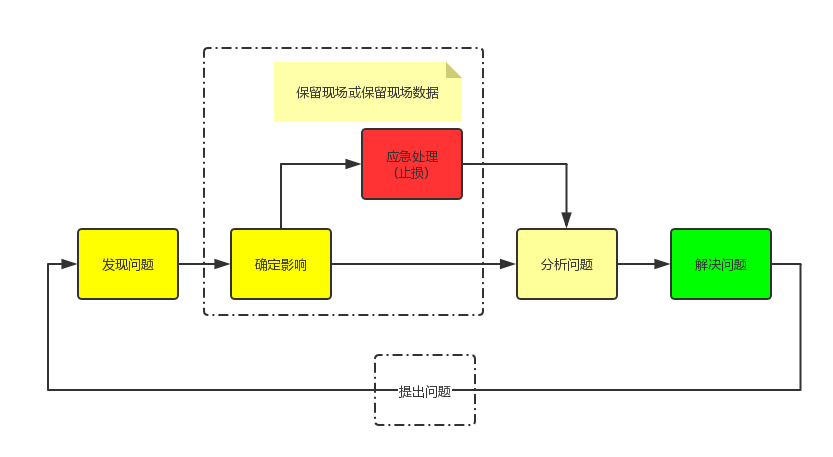 保留现场或保留现场数据
应急处理
(止损)
发现问题
确定影响
分析问题
解决问题
提出问题